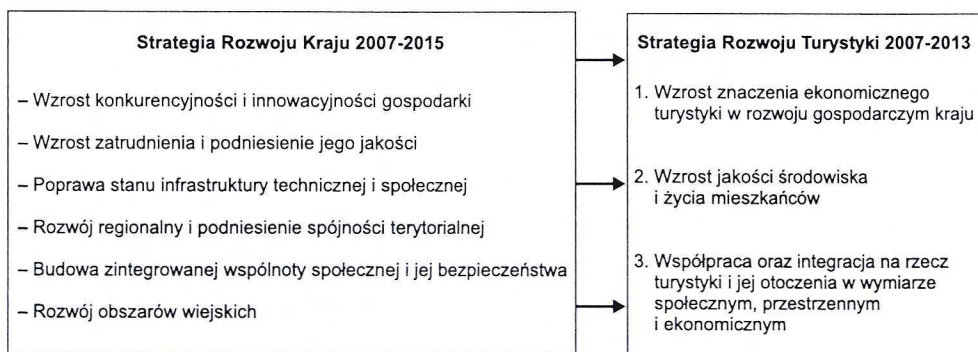 Strategia Rozwoju Kraju 2007-2015
– Wzrost konkurencyjności i innowacyjności gospodarki
– Wzrost zatrudnienia i podniesienie jego jakości
– Poprawa stanu infrastruktury technicznej i społecznej
– Rozwój regionalny i podniesienie spójności terytorialnej
– Budowa zintegrowanej wspólnoty społecznej i jej bezpieczeństwa
– Rozwój obszarów wiejskich
Strategia Rozwoju Turystyki 2007-2013
1. Wzrost znaczenia ekonomicznego
turystyki w rozwoju gospodarczym kraju
2. Wzrost jakości środowiska
i życia mieszkańców
3. Współpraca oraz integracja na rzecz
turystyki i jej otoczenia w wymiarze
społecznym, przestrzennym
i ekonomicznym